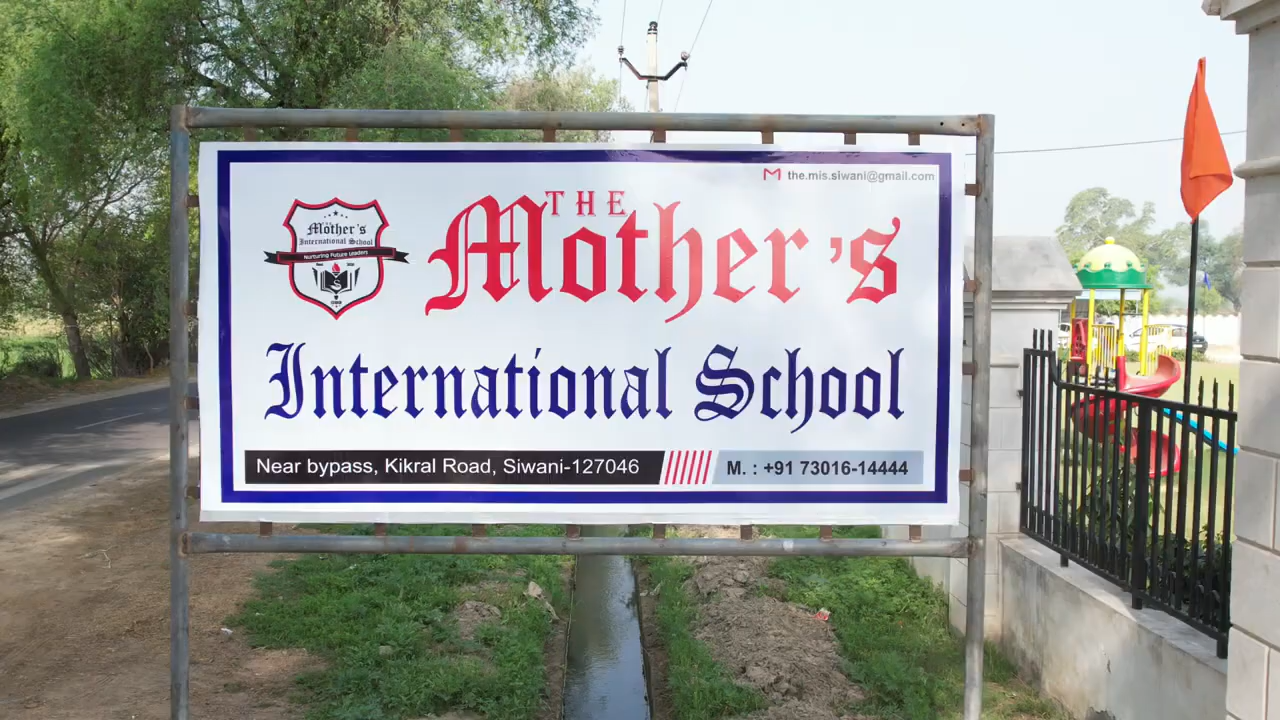 the.mis.siwani@gmail.com
THE
Mother's
International School
Mother's
International School
Nurturing Future Leaders
Near bypass, Kikral Road, Siwani-127046
M. : +91 73016-14444